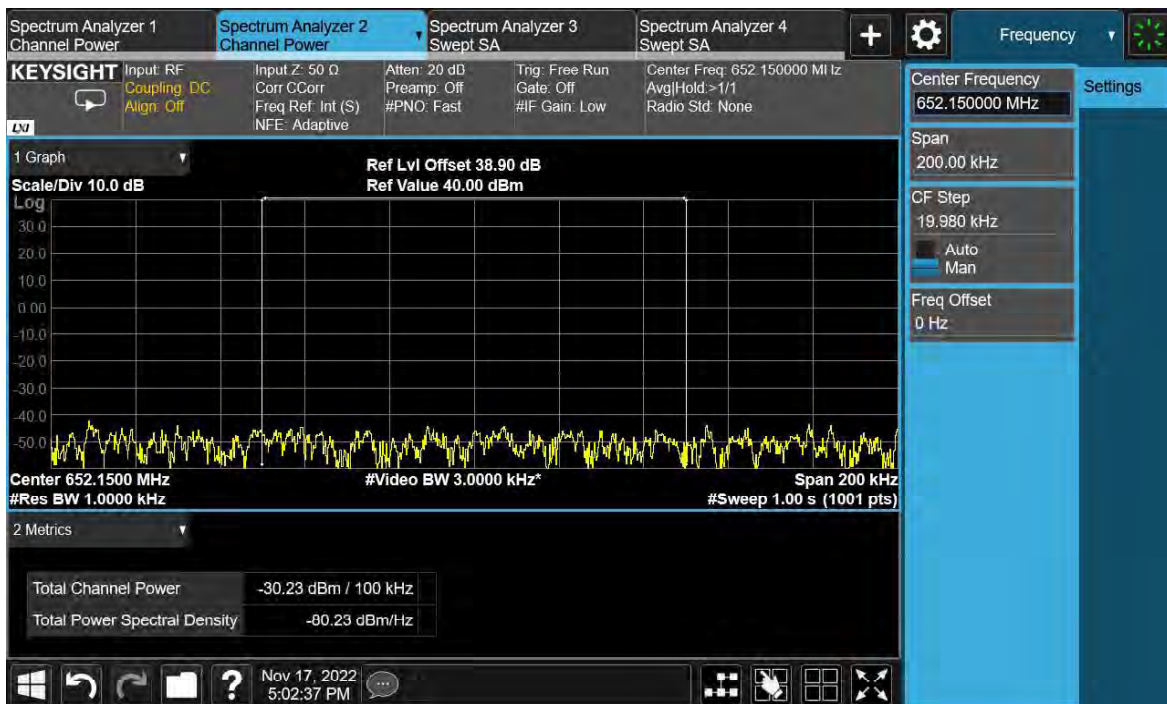 Spectrum Analyzer 1
Channel Power
Spectrum Analyzer 2
Channel Power
Spectrum Analyzer 3
Swept SA
Spectrum Analyzer 4
Swept SA
+
Frequency
KEYSIGHT
LXI
Input: RF
Coupling: DC
Align: Off
Input Z: 50 Ω
Corr CCorr
Freq Ref: Int (S)
NFE: Adaptive
Atten: 20 dB
Preamp: Off
#PNO: Fast
Trig: Free Run
Gate: Off
#IF Gain: Low
Center Freq: 652.150000 MHz
Avg|Hold:>1/1
Radio Std: None
Center Frequency
652.150000 MHz
Settings
Span
200.00 kHz
CF Step
19.980 kHz
Auto
Man
Freq Offset
0 Hz
1 Graph
Ref Lvl Offset 38.90 dB
Scale/Div 10.0 dB
Ref Value 40.00 dBm
Log
30.0
20.0
10.0
0.00
-10.0
-20.0
-30.0
-40.0
-50.0
Center 652.1500 MHz
#Video BW 3.0000 kHz*
Span 200 kHz
#Res BW 1.0000 kHz
#Sweep 1.00 s (1001 pts)
2 Metrics
Total Channel Power
-30.23 dBm / 100 kHz
Total Power Spectral Density
-80.23 dBm/Hz
?
Nov 17, 2022
5:02:37 PM